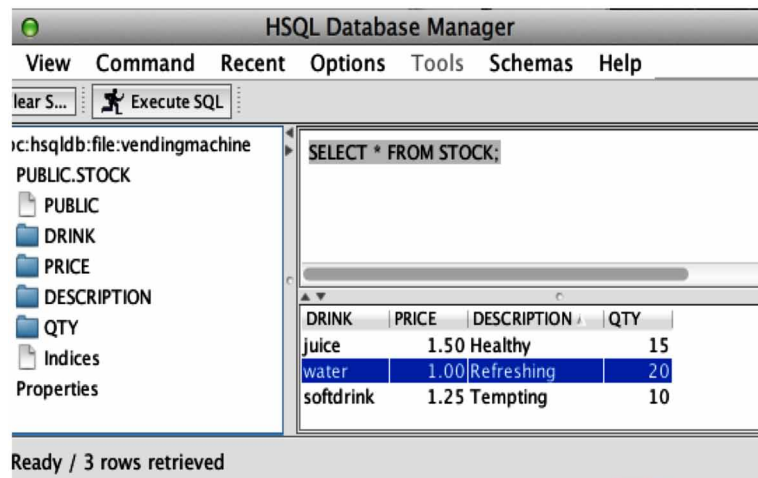 HSQL Database Manager
View Command Recent Options Tools Schemas Help
lear S... Execute SQL
oc:hsqldb:file:vendingmachine
PUBLIC.STOCK
PUBLIC
DRINK
PRICE
DESCRIPTION
QTY
Indices
Properties
SELECT * FROM STOCK;
DRINK PRICE DESCRIPTION QTY
juice 1.50 Healthy 15
water 1.00 Refreshing 20
softdrink 1.25 Tempting 10
Ready / 3 rows retrieved